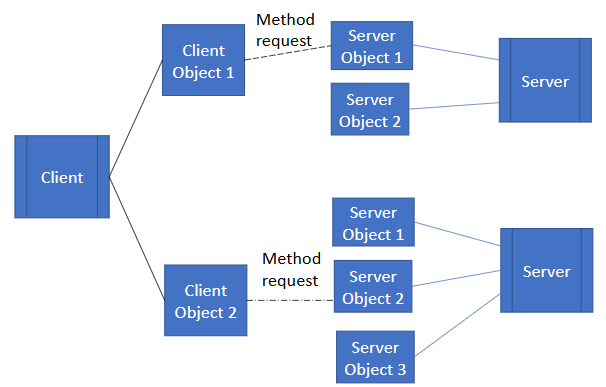 Method
request
Client
Object 1
Server
Object 1
Server
Server
Object 2
Client
Server
Object 1
Method
request
Client
Object 2
Server
Object 2
Server
Server
Object 3